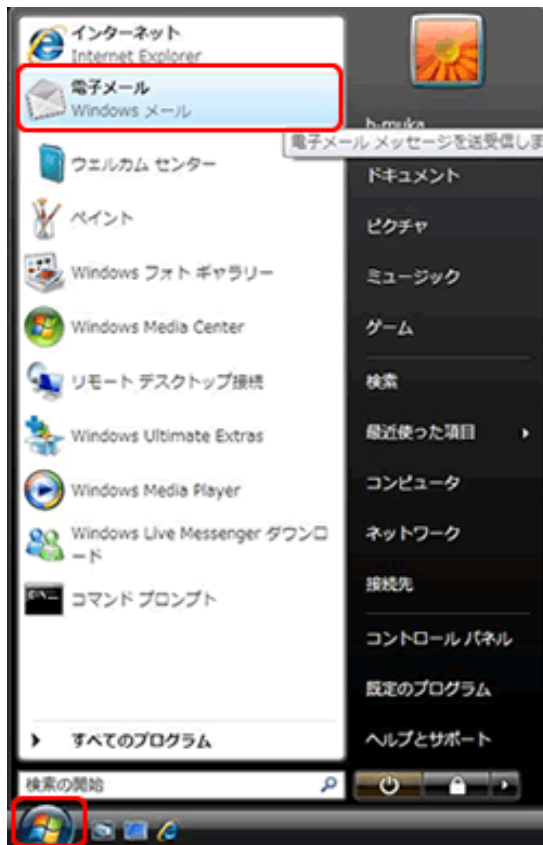 インターネット
Internet Explorer
電子メール
Windows メール
電子メール メッセージを送受信しま
ウェルカム センター
ペイント
Windows フォト ギャラリー
Windows Media Center
リモート デスクトップ接続
Windows Ultimate Extras
Windows Media Player
Windows Live Messenger ダウンロ
ード
コマンド プロンプト
すべてのプログラム
検索の開始
h-muka
ドキュメント
ピクチャ
ミュージック
ゲーム
検索
最近使った項目
コンピュータ
ネットワーク
接続先
コントロール パネル
既定のプログラム
ヘルプとサポート